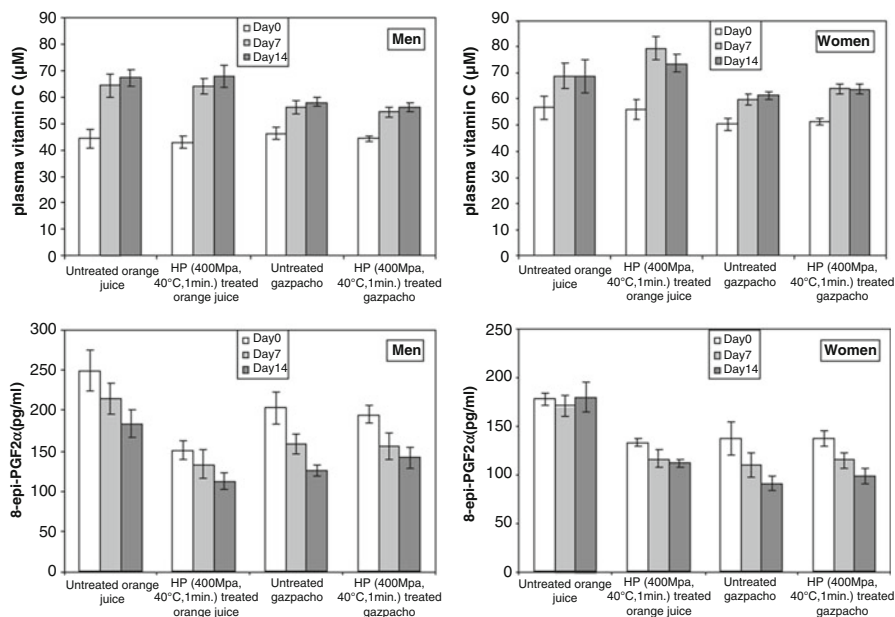 90
80
70
60
50
40
30
20
10
0
plasma vitamin C (µM)
Day0
Day7
Day14
Men
Untreated orange
juice
HP (400Mpa,
40°C,1min.) treated
orange juice
Untreated
gazpacho
HP (400Mpa,
40°C,1min.) treated
gazpacho
90
80
70
60
50
40
30
20
10
0
plasma vitamin C (µM)
Day0
Day7
Day14
Women
Untreated orange
juice
HP (400Mpa,
40°C,1min.) treated
orange juice
Untreated
gazpacho
HP (400Mpa,
40°C,1min.) treated
gazpacho
300
250
200
150
100
50
0
8-epi-PGF2α(pg/ml)
Day0
Day7
Day14
Men
Untreated orange
juice
HP (400Mpa,
40°C,1min.) treated
orange juice
Untreated
gazpacho
HP (400Mpa,
40°C,1min.) treated
gazpacho
250
200
150
100
50
0
8-epi-PGF2α(pg/ml)
Day0
Day7
Day14
Women
Untreated orange
juice
HP (400Mpa,
40°C,1min.) treated
orange juice
Untreated
gazpacho
HP (400Mpa,
40°C,1min.) treated
gazpacho